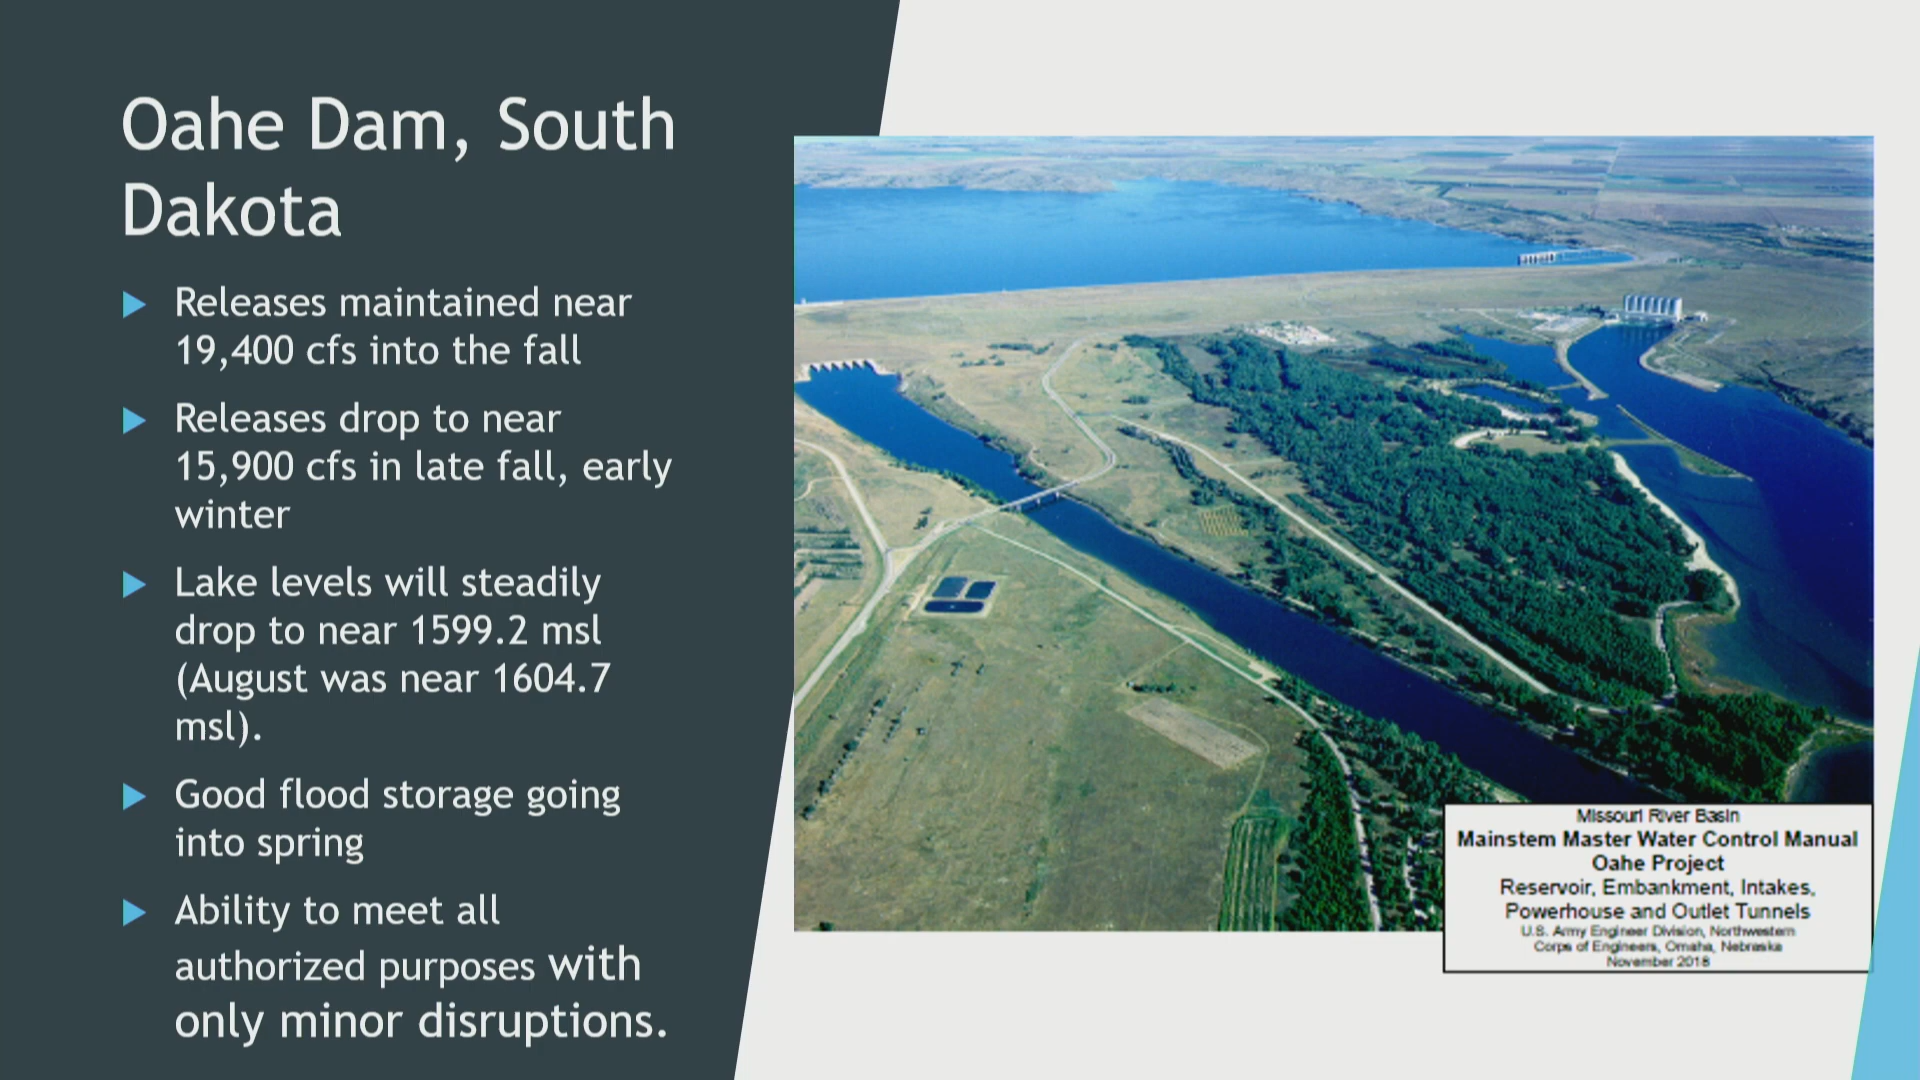 Oahe Dam, South
Dakota
Releases maintained near
19,400 cfs into the fall
Releases drop to near
15,900 cfs in late fall, early
winter
Lake levels will steadily
drop to near 1599.2 msl
(August was near 1604.7
msl).
Good flood storage going
into spring
Ability to meet all
authorized purposes with
only minor disruptions.
Missouri River Basin
Mainstem Master Water Control Manual
Oahe Project
Reservoir, Embankment, Intakes,
Powerhouse and Outlet Tunnels
U.S. Army Engineer Division, Northwestern
Corps of Engineers, Omaha, Nebraska
November 2018